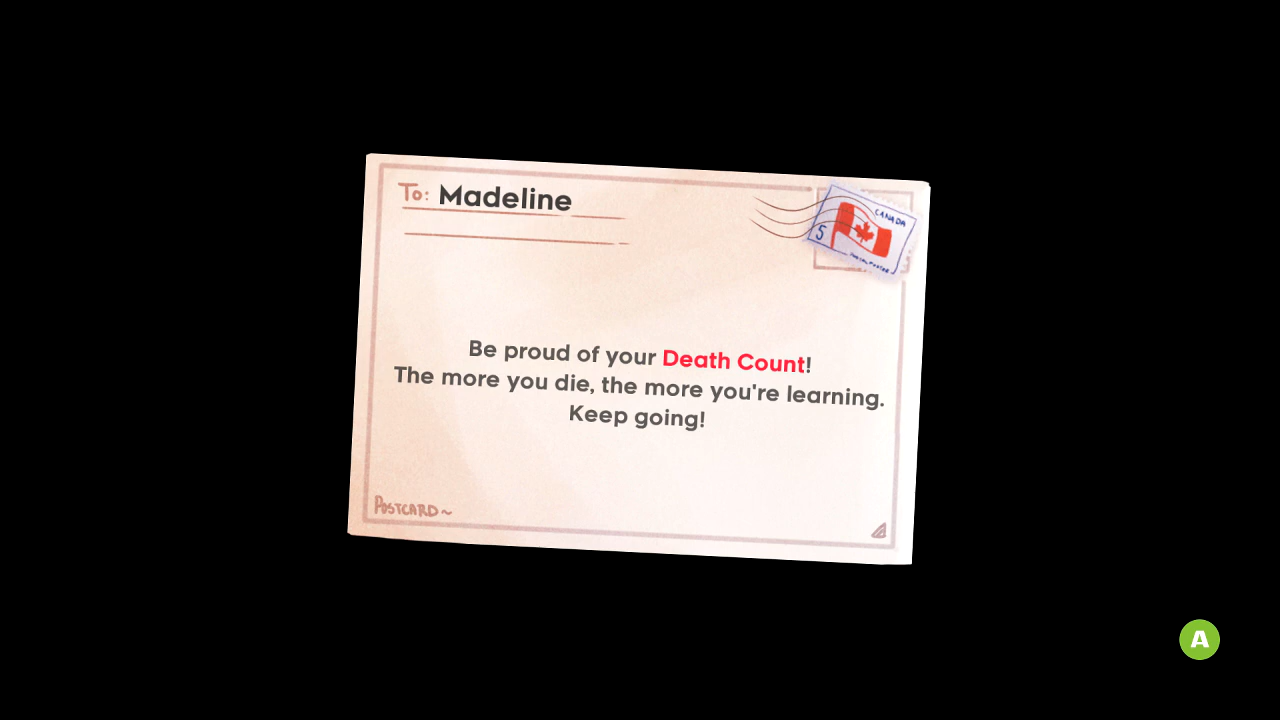 To: Madeline
CANADA
5
Be proud of your Death Count!
The more you die, the more you're learning.
Keep going!
POSTCARD~
A